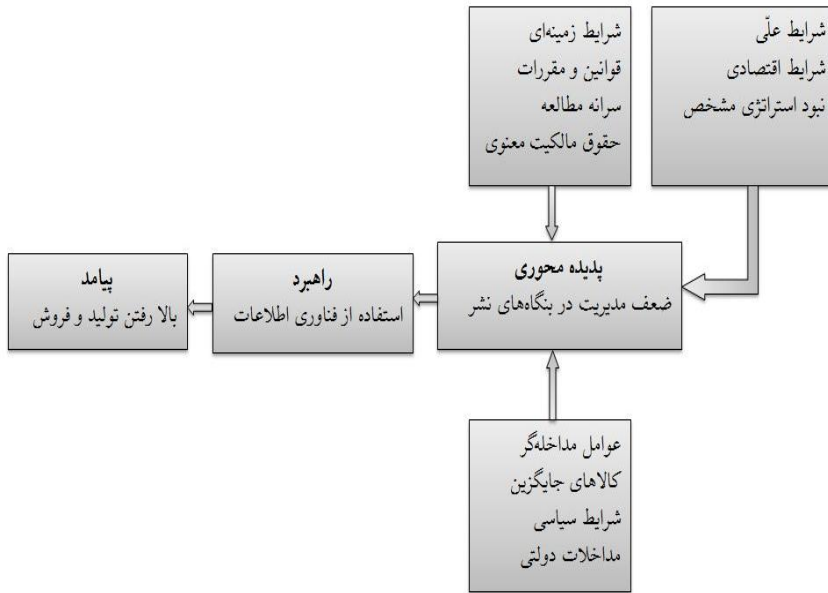 شرایط علّی
شرایط اقتصادی
نبود استراتژی مشخص
شرایط زمینه‌ای
قوانین و مقررات
سرانه مطالعه
حقوق مالکیت معنوی
پدیده محوری
ضعف مدیریت در بنگاه‌های نشر
راهبرد
استفاده از فناوری اطلاعات
پیامد
بالا رفتن تولید و فروش
عوامل مداخله‌گر
کالاهای جایگزین
شرایط سیاسی
مداخلات دولتی